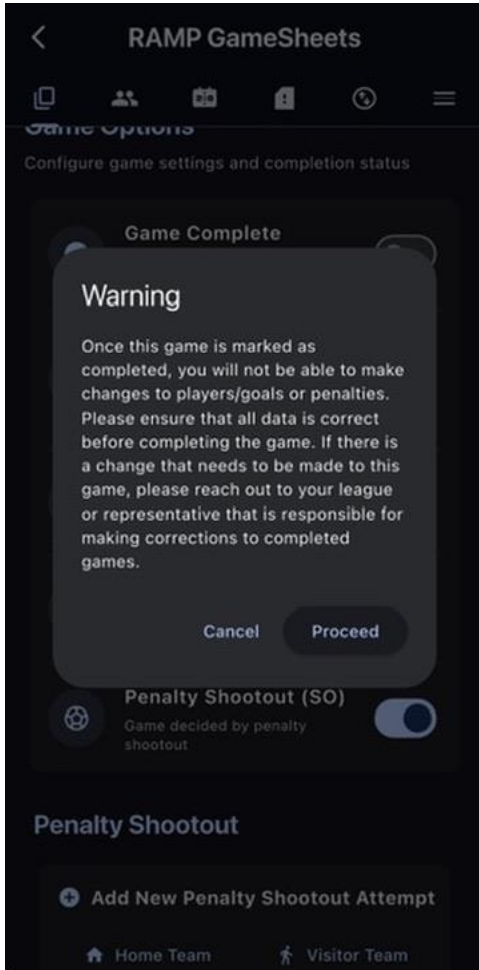 RAMP GameSheets
Game Options
Configure game settings and completion status
Game Complete
Warning
Once this game is marked as
completed, you will not be able to make
changes to players/goals or penalties.
Please ensure that all data is correct
before completing the game. If there is
a change that needs to be made to this
game, please reach out to your league
or representative that is responsible for
making corrections to completed
games.
Cancel Proceed
Penalty Shootout (SO)
Game decided by penalty
shootout
Penalty Shootout
Add New Penalty Shootout Attempt
Home Team Visitor Team